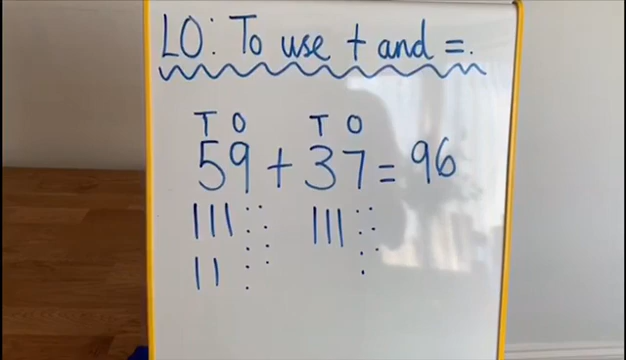 LO: To use + and =.
T O T O
59 + 37 = 96